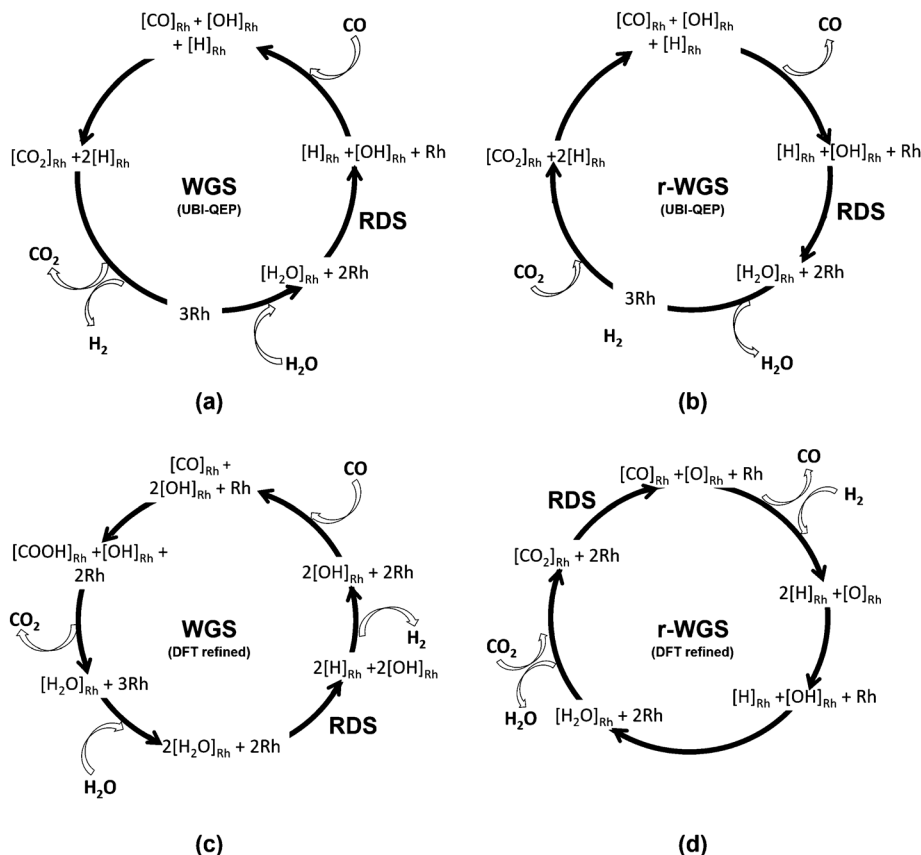 [CO]Rh + [OH]Rh
+ [H]Rh
CO
[CO2]Rh +2[H]Rh
[H]Rh +[OH]Rh + Rh
WGS
(UBI-QEP)
RDS
CO2
[H2O]Rh + 2Rh
3Rh
H2
H2O
(a)
[CO]Rh + [OH]Rh
+ [H]Rh
CO
[CO2]Rh +2[H]Rh
[H]Rh +[OH]Rh + Rh
r-WGS
(UBI-QEP)
RDS
CO2
[H2O]Rh + 2Rh
3Rh
H2
H2O
(b)
[CO]Rh +
2[OH]Rh + Rh
CO
[COOH]Rh +[OH]Rh +
2Rh
2[OH]Rh + 2Rh
CO2
WGS
(DFT refined)
H2
[H2O]Rh + 3Rh
2[H]Rh +2[OH]Rh
RDS
2[H2O]Rh + 2Rh
H2O
(c)
CO
[CO]Rh +[O]Rh + Rh
H2
RDS
[CO2]Rh + 2Rh
2[H]Rh +[O]Rh
r-WGS
(DFT refined)
CO2
H2O
[H]Rh +[OH]Rh + Rh
[H2O]Rh + 2Rh
(d)